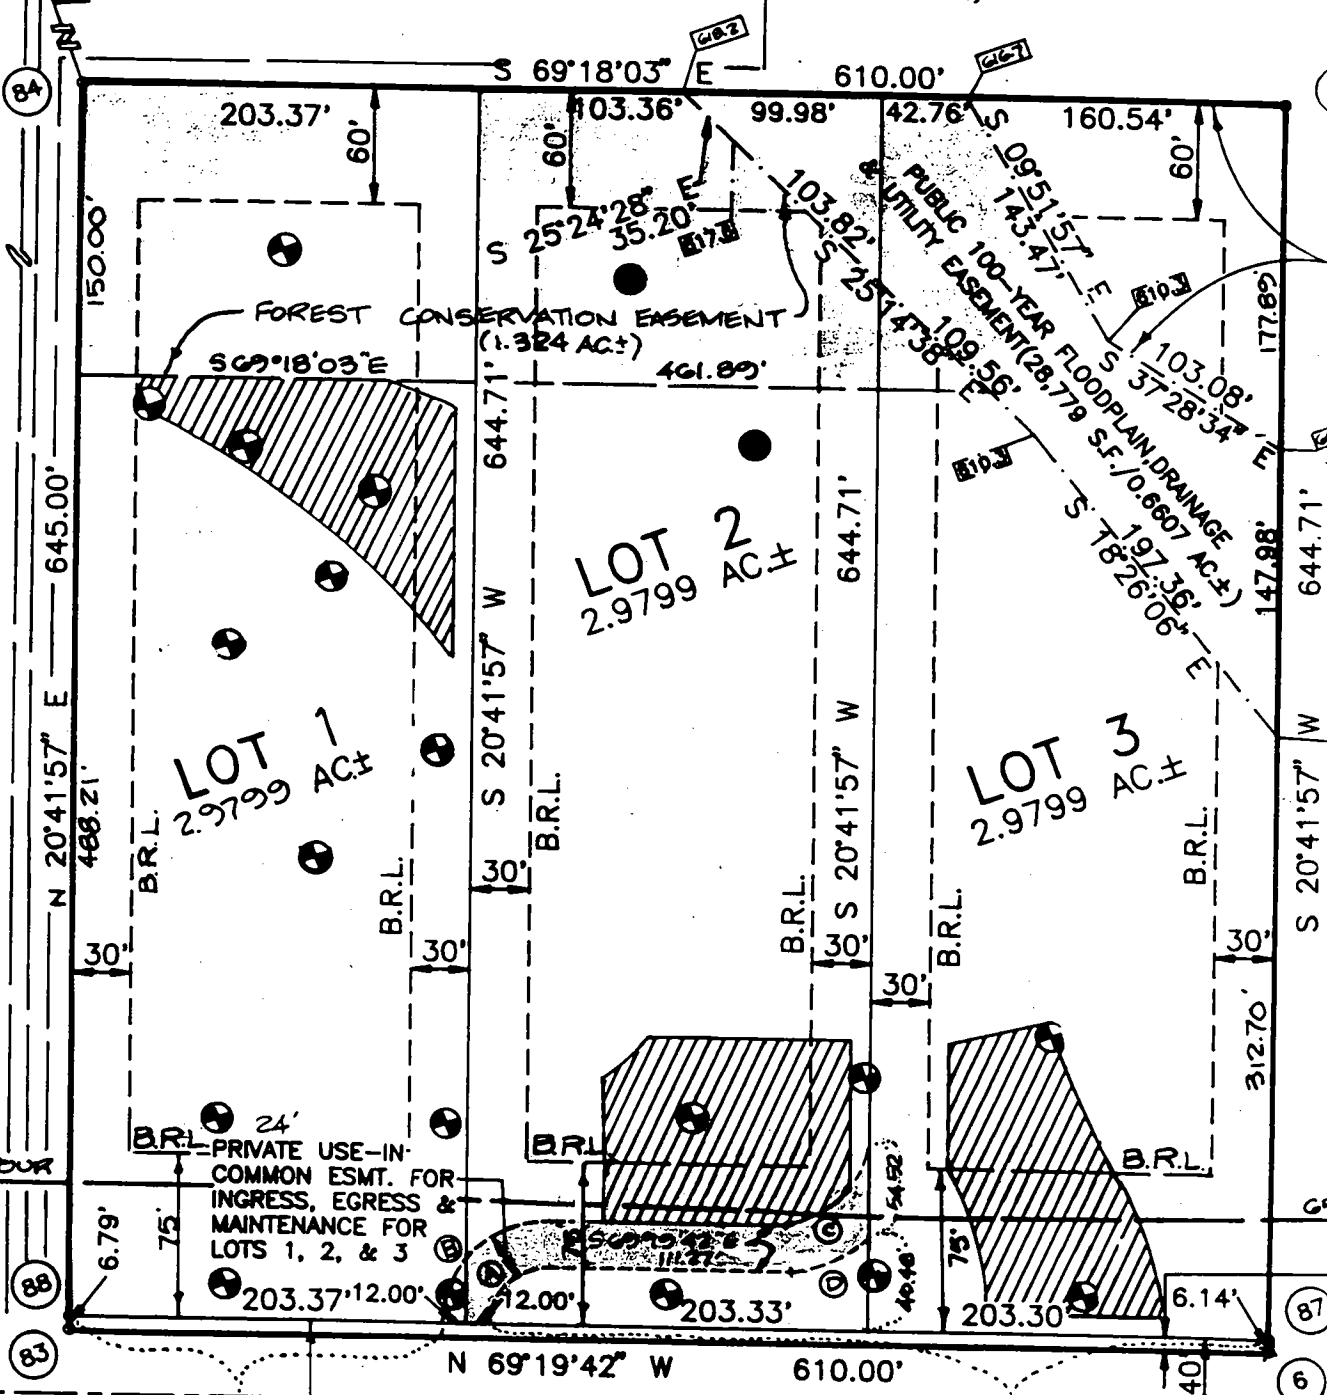 N
618.2
616.7
84
S 69°18'03" E
610.00'
203.37'
60'
103.36'
60'
99.98'
42.76'
160.54'
60'
150.00'
S 25°24'28" E
35.20'
617.3
103.82'
S 25°14'38" E
109.56'
S 09°51'57" E
143.47'
PUBLIC 100-YEAR FLOODPLAIN, DRAINAGE
& UTILITY EASEMENT (28,779 S.F./0.6607 AC.±)
610.3
177.89'
FOREST CONSERVATION EASEMENT
(1.324 AC.±)
S 69°18'03"E
461.89'
S 37°28'34" E
103.08'
610.3
S 18°26'06" E
197.36'
147.98'
N 20°41'57" E 645.00'
488.21'
S 20°41'57" W 644.71'
S 20°41'57" W 644.71'
S 20°41'57" W 644.71'
312.70'
LOT 1
2.9799 AC.±
LOT 2
2.9799 AC.±
LOT 3
2.9799 AC.±
B.R.L.
B.R.L.
B.R.L.
B.R.L.
B.R.L.
B.R.L.
30'
30'
30'
30'
30'
30'
B.R.L.
B.R.L.
B.R.L.
24'
PRIVATE USE-IN-
COMMON ESMT. FOR
INGRESS, EGRESS &
MAINTENANCE FOR
LOTS 1, 2, & 3
75'
75'
6.79'
B
A
C
D
54.52
40.48
88
203.37'
12.00'
12.00'
203.33'
203.30'
6.14'
87
83
N 69°19'42" W
610.00'
40
6